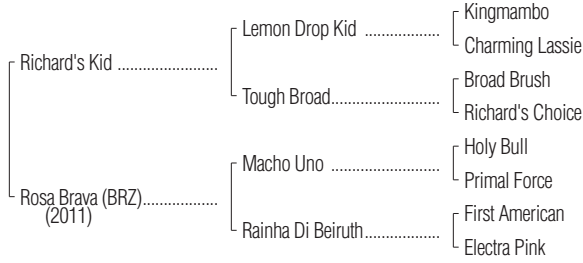 Kingmambo
Lemon Drop Kid ..................
Charming Lassie
Richard's Kid ........................
Broad Brush
Tough Broad..........................
Richard's Choice
Holy Bull
Macho Uno ..........................
Primal Force
Rosa Brava (BRZ)..................
(2011)
First American
Rainha Di Beiruth..................
Electra Pink